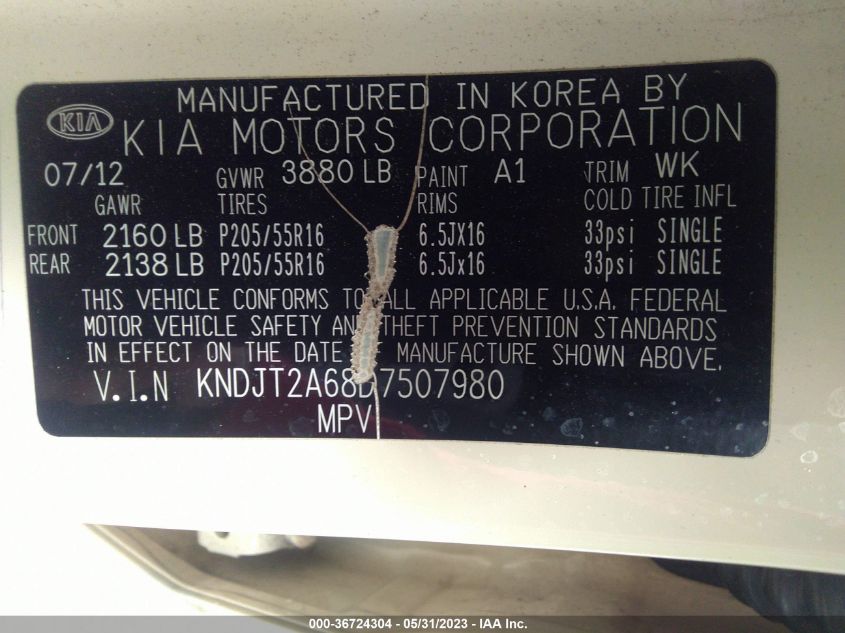 MANUFACTURED IN KOREA BY
KIA KIA MOTORS CORPORATION
07/12 GVWR 3880 LB PAINT A1 TRIM WK
GAWR TIRES RIMS COLD TIRE INFL
FRONT 2160 LB P205/55R16 6.5JX16 33psi SINGLE
REAR 2138 LB P205/55R16 6.5Jx16 33psi SINGLE
THIS VEHICLE CONFORMS TO ALL APPLICABLE U.S.A. FEDERAL
MOTOR VEHICLE SAFETY AND THEFT PREVENTION STANDARDS
IN EFFECT ON THE DATE MANUFACTURE SHOWN ABOVE.
V.I.N KNDJT2A68D7507980
MPV
000-36724304 - 05/31/2023 - IAA Inc.